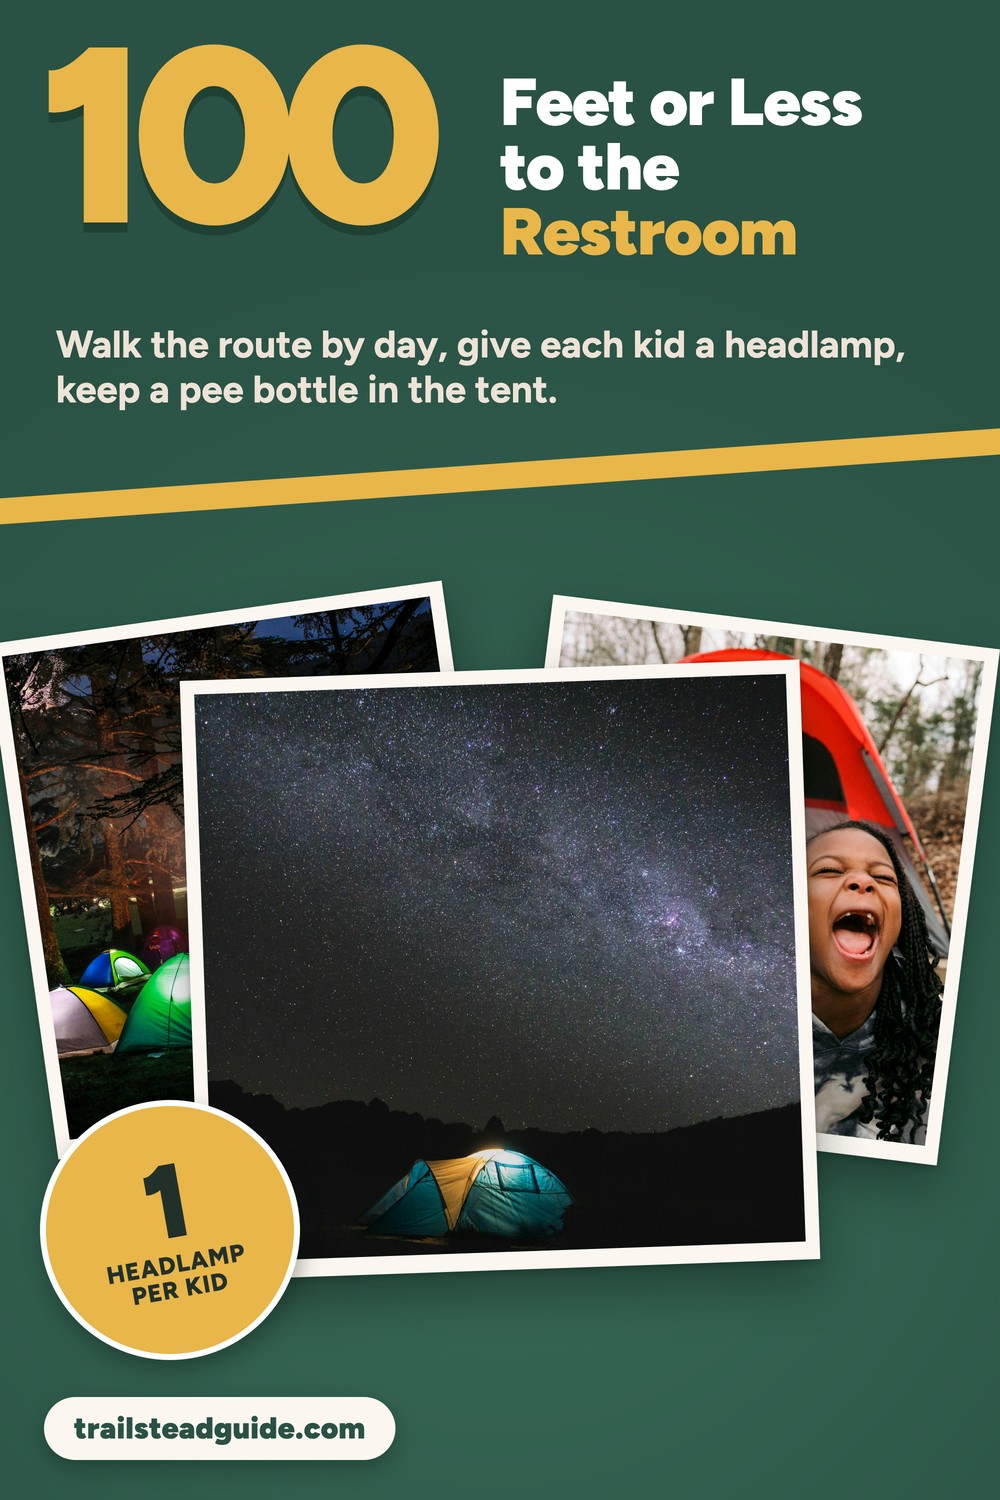 100
Feet or Less
to the
Restroom
Walk the route by day, give each kid a headlamp,
keep a pee bottle in the tent.
1
HEADLAMP
PER KID
trailsteadguide.com